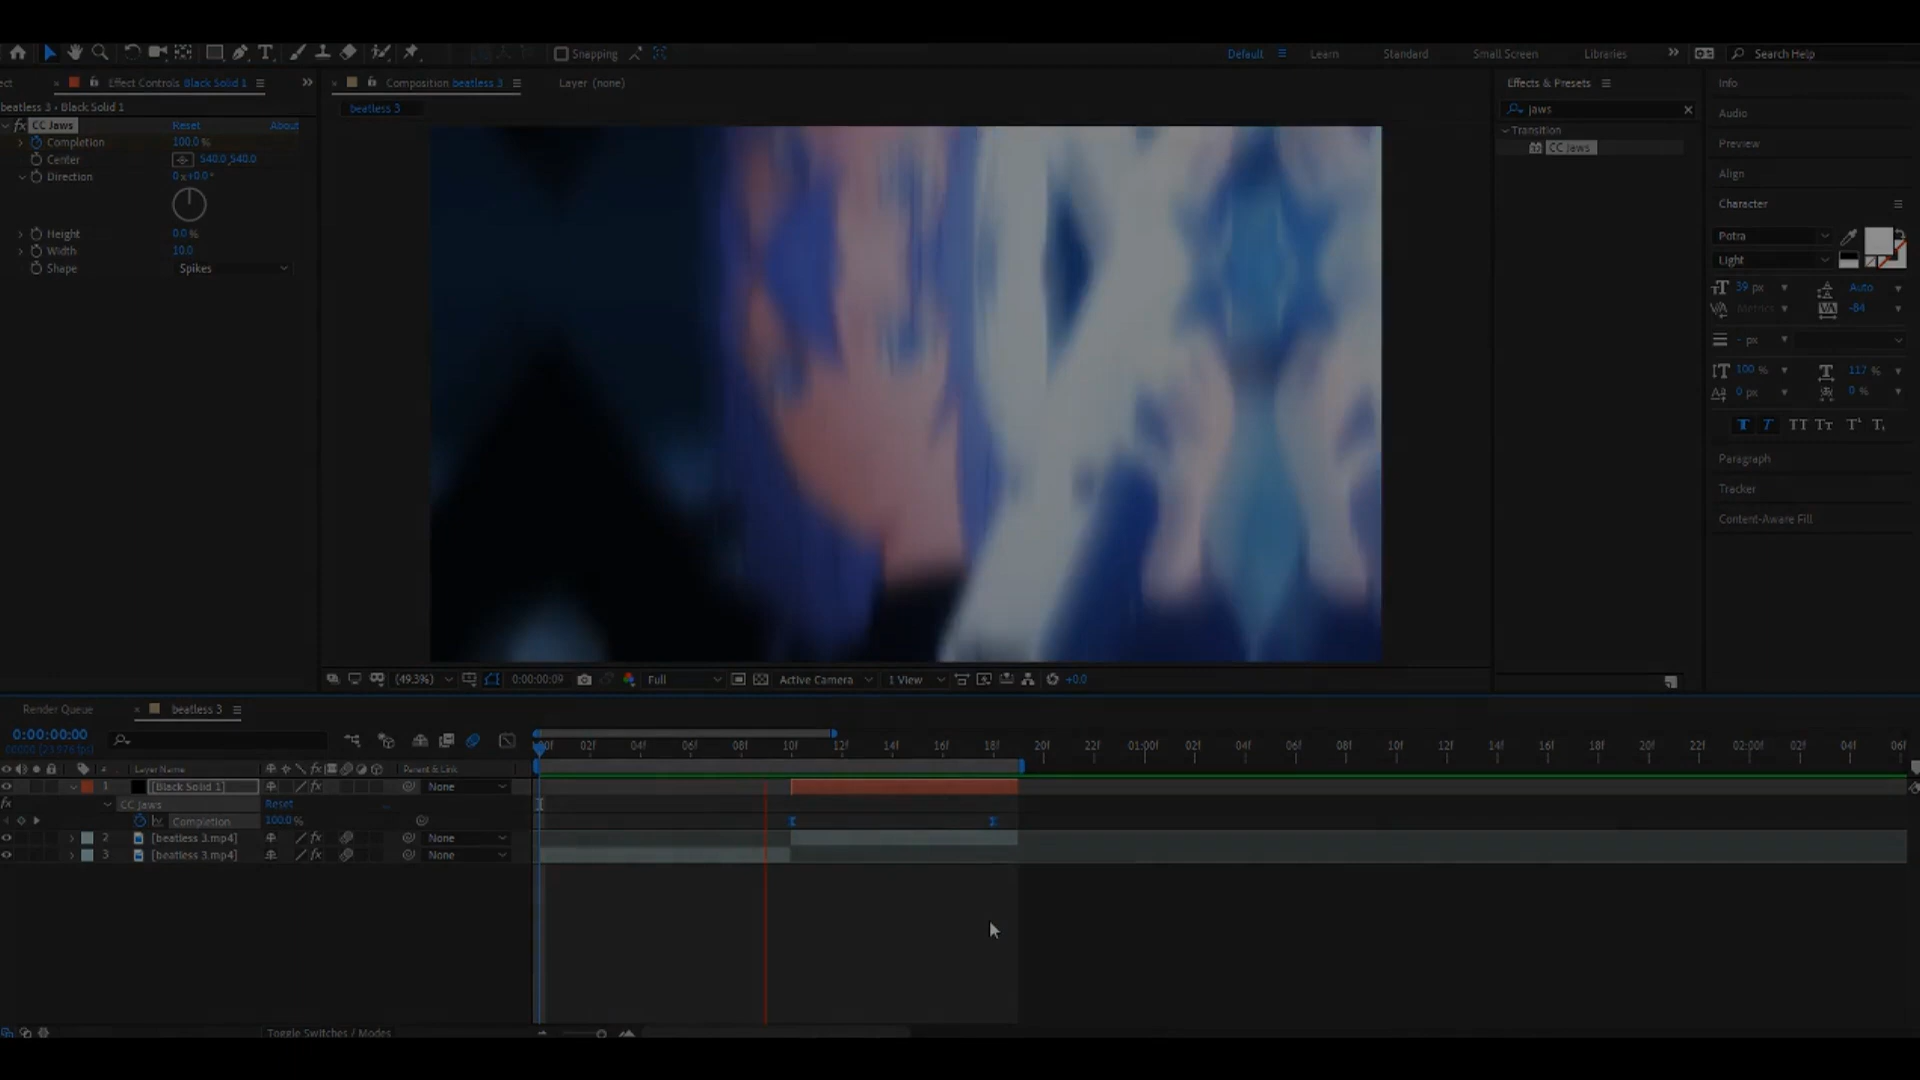 Snapping
Default
Learn
Standard
Small Screen
Libraries
Search Help
Effect Controls Black Solid 1
Composition beatless 3
Layer (none)
Effects & Presets
Info
beatless 3 • Black Solid 1
beatless 3
jaws
Audio
fx CC Jaws Reset About
Transition
Completion 100.0 %
CC Jaws
Preview
Center 540.0,540.0
Direction 0x+0.0°
Align
Character
Height 0.0 %
Potra
Width 10.0
Light
Shape Spikes
39 px Auto
Metrics -84
- px
100 % 117 %
0 px 0 %
T T TT Tr T¹ T₁
Paragraph
Tracker
Content-Aware Fill
(49.3%) 0:00:00:09 Full Active Camera 1 View +0.0
Render Queue
beatless 3
0:00:00:00
00000 (23.976 fps)
02f 04f 06f 08f 10f 12f 14f 16f 18f 20f 22f 01:00f 02f 04f 06f 08f 10f 12f 14f 16f 18f 20f 22f 02:00f 02f 04f 06f
Layer Name Parent & Link
1 [Black Solid 1] None
CC Jaws Reset
Completion 100.0 %
2 [beatless 3.mp4] None
3 [beatless 3.mp4] None
Toggle Switches / Modes